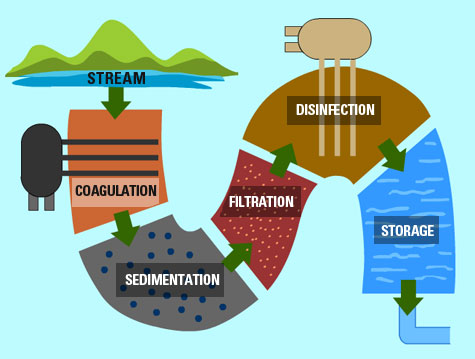 STREAM
COAGULATION
SEDIMENTATION
FILTRATION
DISINFECTION
STORAGE